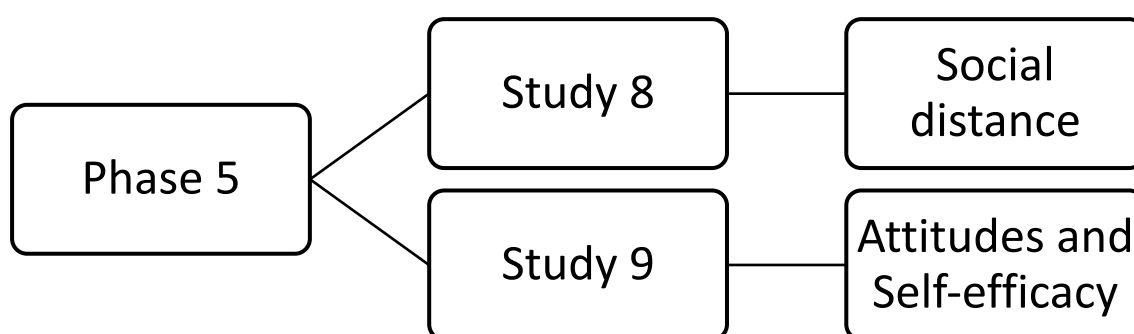 Phase 5
Study 8
Social
distance
Study 9
Attitudes and
Self-efficacy